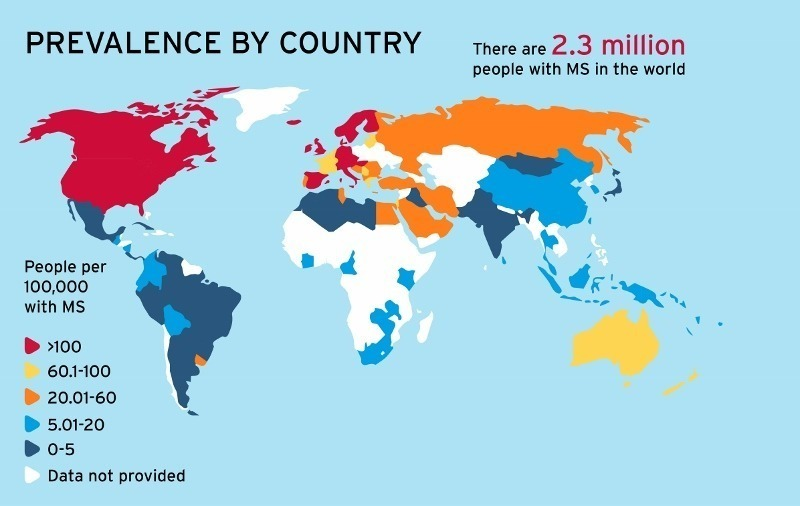 PREVALENCE BY COUNTRY
There are 2.3 million
people with MS in the world
People per
100,000
with MS
>100
60.1-100
20.01-60
5.01-20
0-5
Data not provided